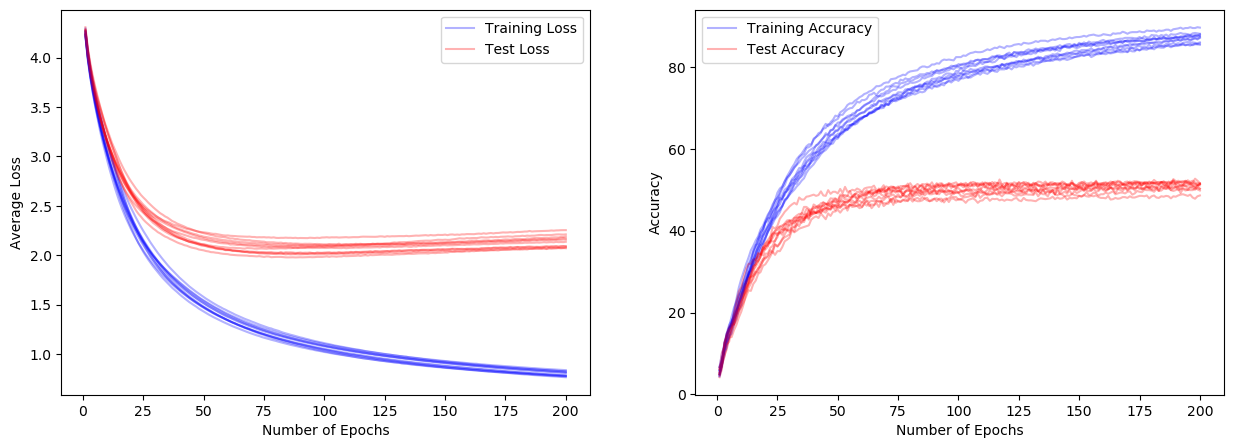 Training Loss
Test Loss
4.0
3.5
3.0
2.5
2.0
1.5
1.0
Average Loss
0 25 50 75 100 125 150 175 200
Number of Epochs
Training Accuracy
Test Accuracy
80
60
40
20
0
Accuracy
0 25 50 75 100 125 150 175 200
Number of Epochs